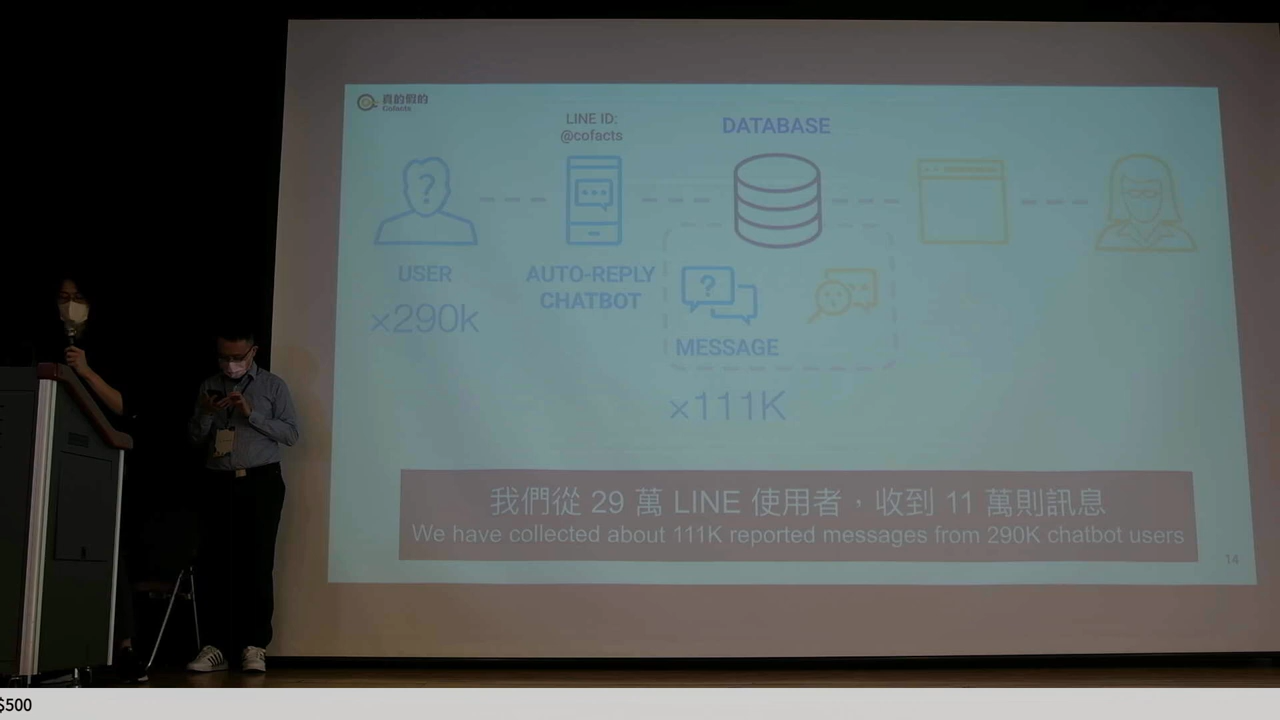 真的假的
Cofacts
LINE ID:
@cofacts
DATABASE
USER
×290k
AUTO-REPLY
CHATBOT
MESSAGE
×111K
我們從 29 萬 LINE 使用者，收到 11 萬則訊息
We have collected about 111K reported messages from 290K chatbot users
14
$500